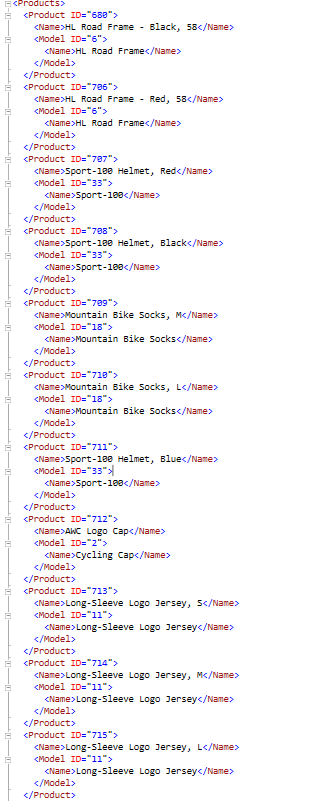 <Products>
<Product ID="680">
<Name>HL Road Frame - Black, 58</Name>
<Model ID="6">
<Name>HL Road Frame</Name>
</Model>
</Product>
<Product ID="706">
<Name>HL Road Frame - Red, 58</Name>
<Model ID="6">
<Name>HL Road Frame</Name>
</Model>
</Product>
<Product ID="707">
<Name>Sport-100 Helmet, Red</Name>
<Model ID="33">
<Name>Sport-100</Name>
</Model>
</Product>
<Product ID="708">
<Name>Sport-100 Helmet, Black</Name>
<Model ID="33">
<Name>Sport-100</Name>
</Model>
</Product>
<Product ID="709">
<Name>Mountain Bike Socks, M</Name>
<Model ID="18">
<Name>Mountain Bike Socks</Name>
</Model>
</Product>
<Product ID="710">
<Name>Mountain Bike Socks, L</Name>
<Model ID="18">
<Name>Mountain Bike Socks</Name>
</Model>
</Product>
<Product ID="711">
<Name>Sport-100 Helmet, Blue</Name>
<Model ID="33">
<Name>Sport-100</Name>
</Model>
</Product>
<Product ID="712">
<Name>AWC Logo Cap</Name>
<Model ID="2">
<Name>Cycling Cap</Name>
</Model>
</Product>
<Product ID="713">
<Name>Long-Sleeve Logo Jersey, S</Name>
<Model ID="11">
<Name>Long-Sleeve Logo Jersey</Name>
</Model>
</Product>
<Product ID="714">
<Name>Long-Sleeve Logo Jersey, M</Name>
<Model ID="11">
<Name>Long-Sleeve Logo Jersey</Name>
</Model>
</Product>
<Product ID="715">
<Name>Long-Sleeve Logo Jersey, L</Name>
<Model ID="11">
<Name>Long-Sleeve Logo Jersey</Name>
</Model>
</Product>